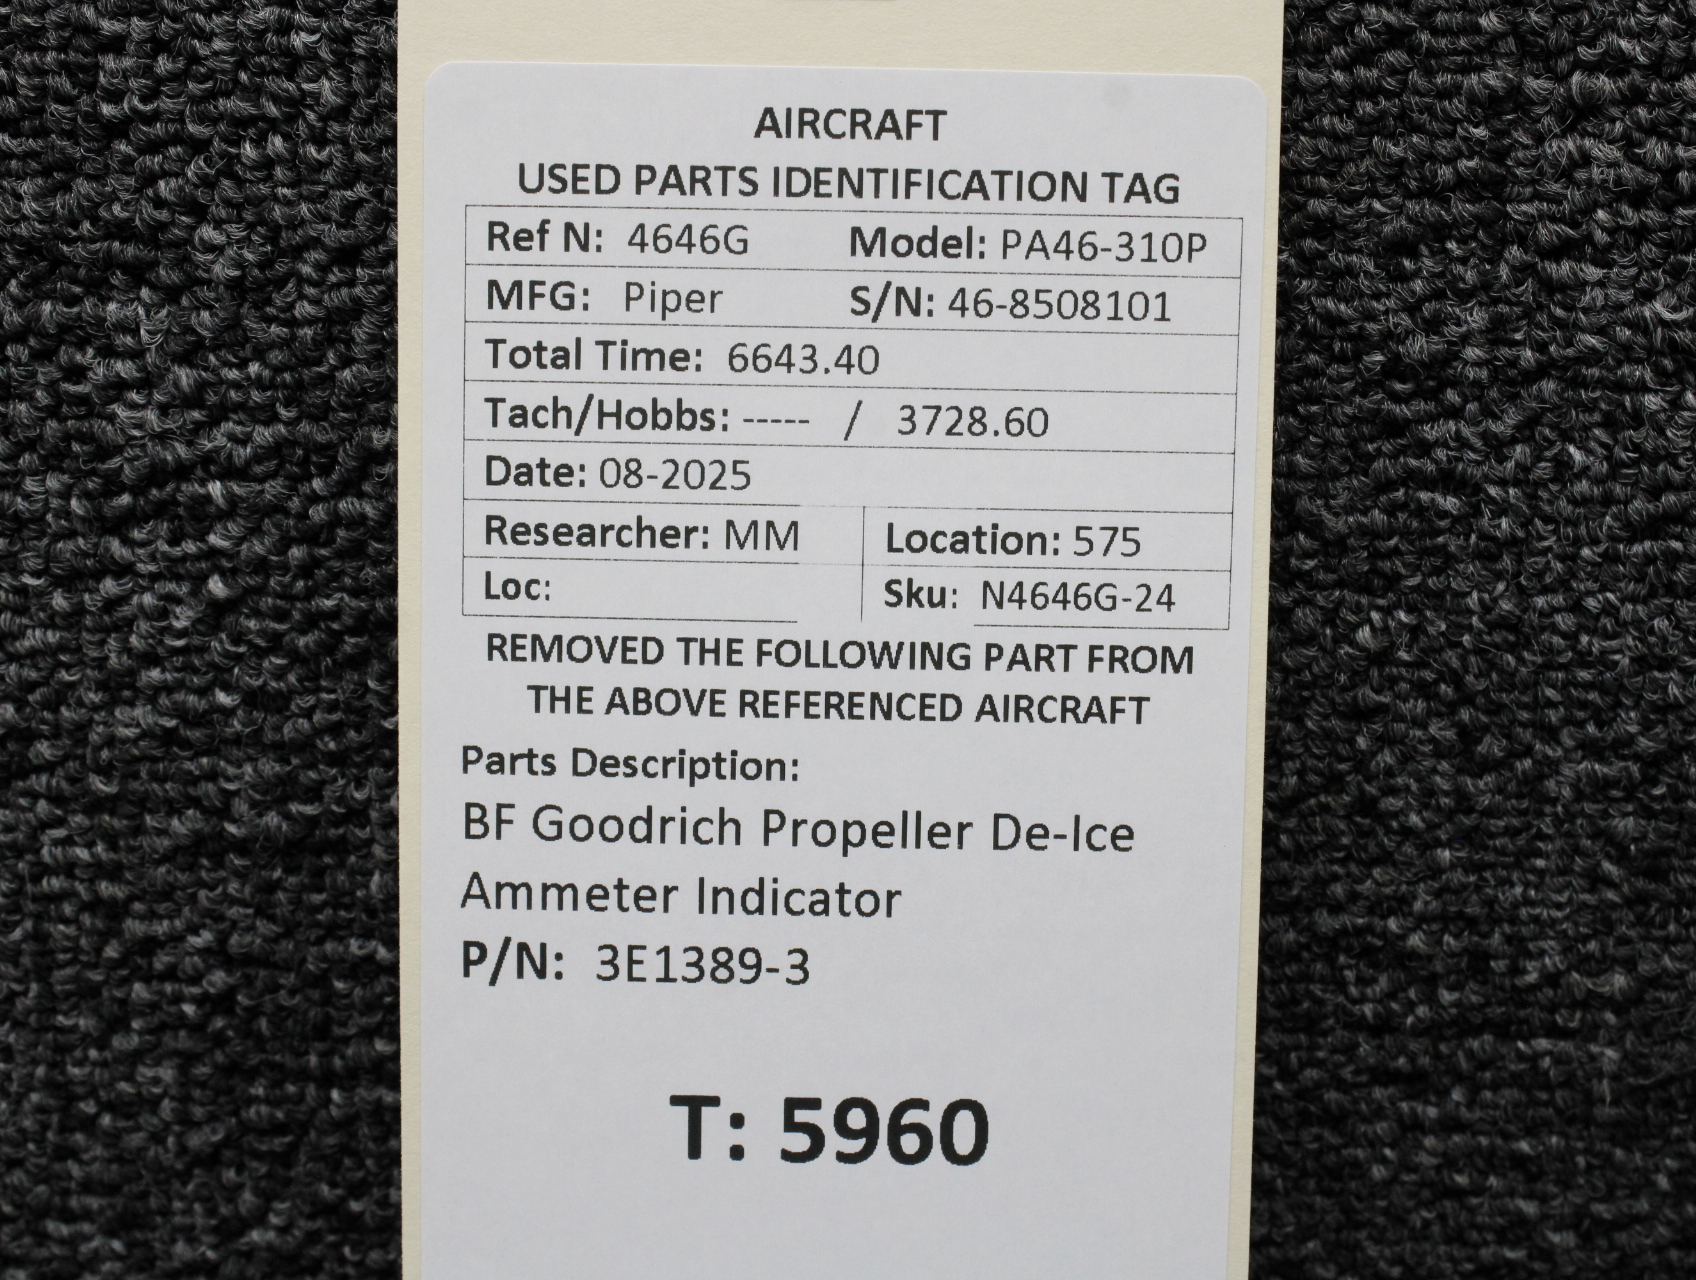 AIRCRAFT
USED PARTS IDENTIFICATION TAG
Ref N: 4646G Model: PA46-310P
MFG: Piper S/N: 46-8508101
Total Time: 6643.40
Tach/Hobbs: ----- / 3728.60
Date: 08-2025
Researcher: MM Location: 575
Loc: Sku: N4646G-24
REMOVED THE FOLLOWING PART FROM
THE ABOVE REFERENCED AIRCRAFT
Parts Description:
BF Goodrich Propeller De-Ice
Ammeter Indicator
P/N: 3E1389-3
T: 5960